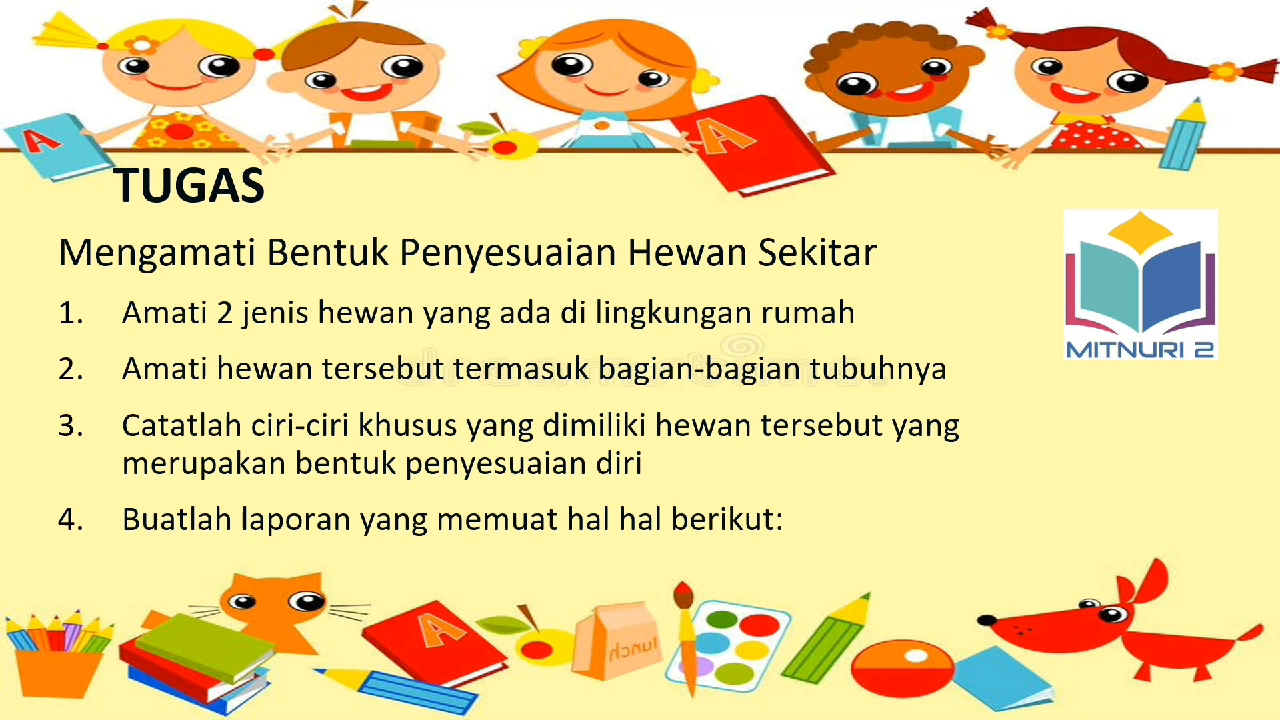 A
A
TUGAS
Mengamati Bentuk Penyesuaian Hewan Sekitar
1. Amati 2 jenis hewan yang ada di lingkungan rumah
MITNURI 2
2. Amati hewan tersebut termasuk bagian-bagian tubuhnya
3. Catatlah ciri-ciri khusus yang dimiliki hewan tersebut yang
merupakan bentuk penyesuaian diri
4. Buatlah laporan yang memuat hal hal berikut:
A
lunch